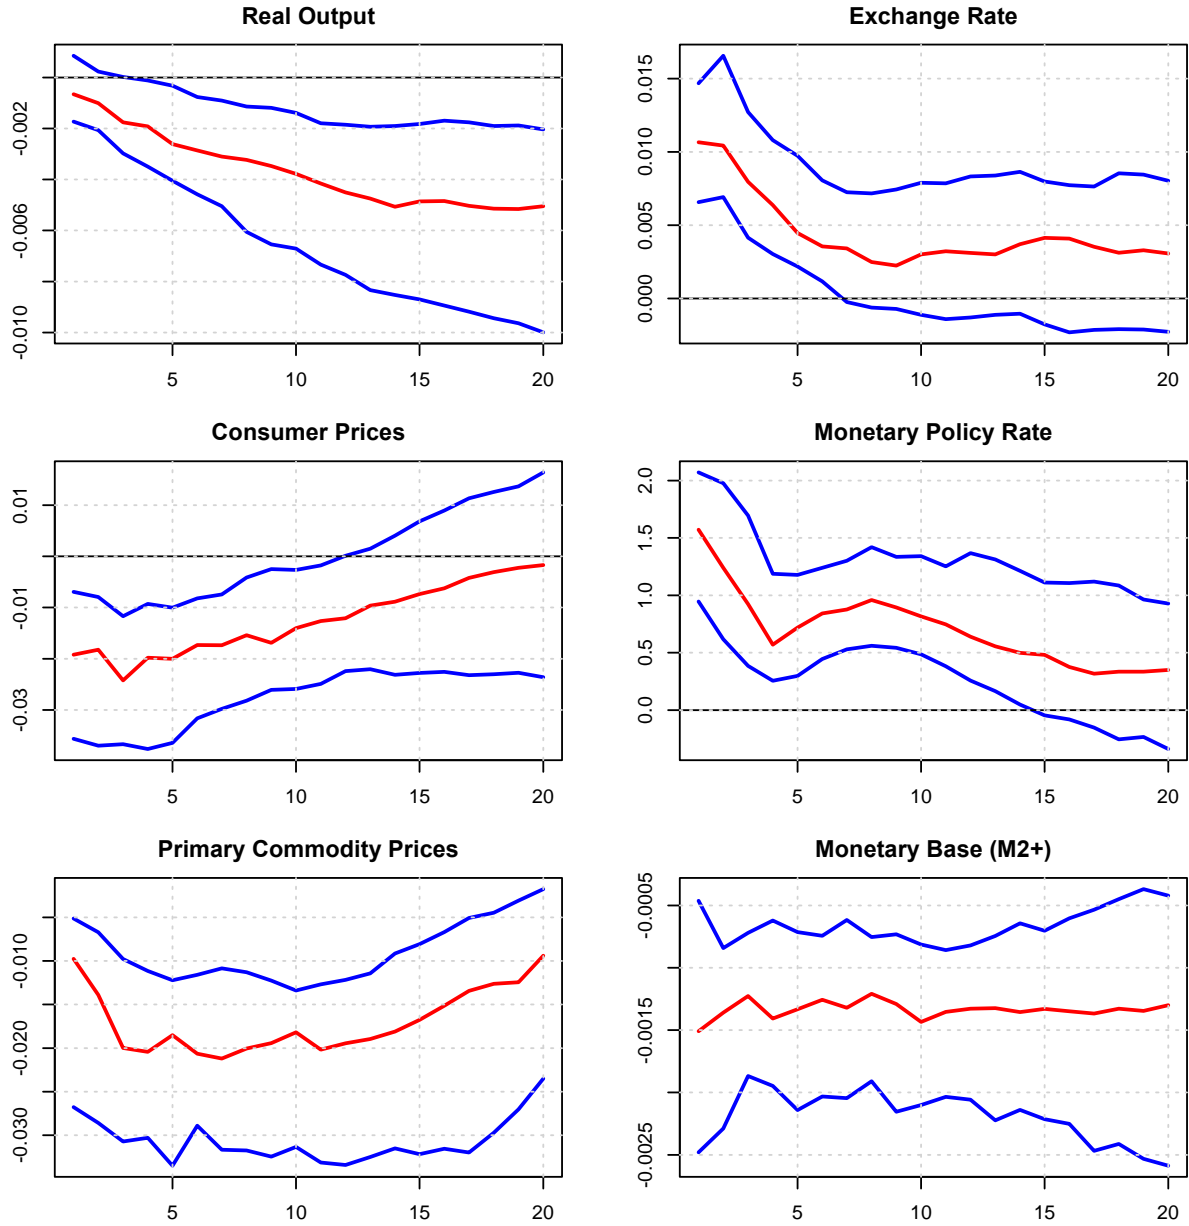 Real Output
-0.002
-0.006
-0.010
5 10 15 20
Exchange Rate
0.015
0.010
0.005
0.000
5 10 15 20
Consumer Prices
0.01
-0.01
-0.03
5 10 15 20
Monetary Policy Rate
2.0
1.5
1.0
0.5
0.0
5 10 15 20
Primary Commodity Prices
-0.010
-0.020
-0.030
5 10 15 20
Monetary Base (M2+)
-0.0005
-0.0015
-0.0025
5 10 15 20